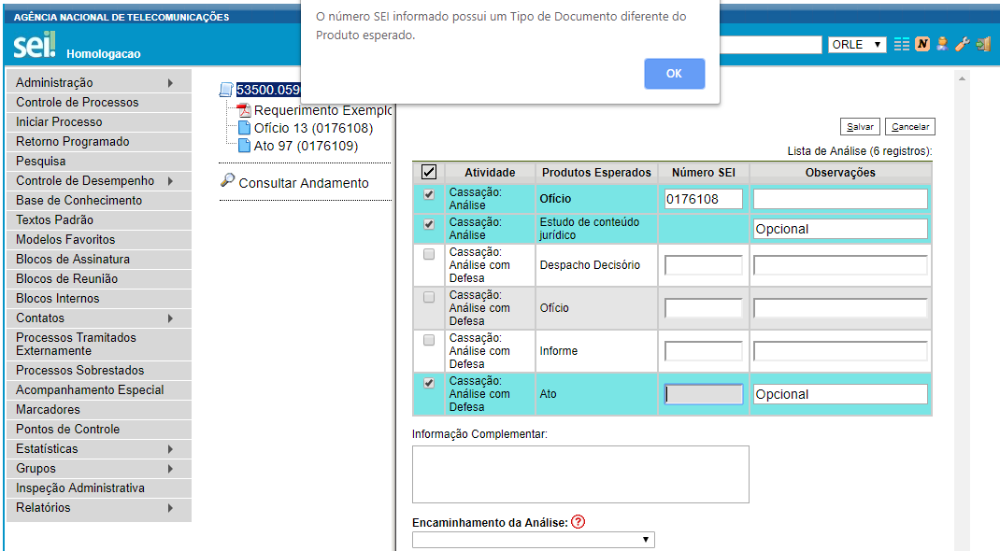 AGÊNCIA NACIONAL DE TELECOMUNICAÇÕES
sei!
Homologacao
O número SEI informado possui um Tipo de Documento diferente do
Produto esperado.
OK
ORLE
N
Administração
Controle de Processos
Iniciar Processo
Retorno Programado
Pesquisa
Controle de Desempenho
Base de Conhecimento
Textos Padrão
Modelos Favoritos
Blocos de Assinatura
Blocos de Reunião
Blocos Internos
Contatos
Processos Tramitados
Externamente
Processos Sobrestados
Acompanhamento Especial
Marcadores
Pontos de Controle
Estatísticas
Grupos
Inspeção Administrativa
Relatórios
53500.059
Requerimento Exemplo
Ofício 13 (0176108)
Ato 97 (0176109)
Consultar Andamento
Salvar Cancelar
Lista de Análise (6 registros):
Atividade Produtos Esperados Número SEI Observações
Cassação:
Análise
Ofício
0176108
Cassação:
Análise
Estudo de conteúdo
jurídico
Opcional
Cassação:
Análise com
Defesa
Despacho Decisório
Cassação:
Análise com
Defesa
Ofício
Cassação:
Análise com
Defesa
Informe
Cassação:
Análise com
Defesa
Ato
Opcional
Informação Complementar:
Encaminhamento da Análise: ?